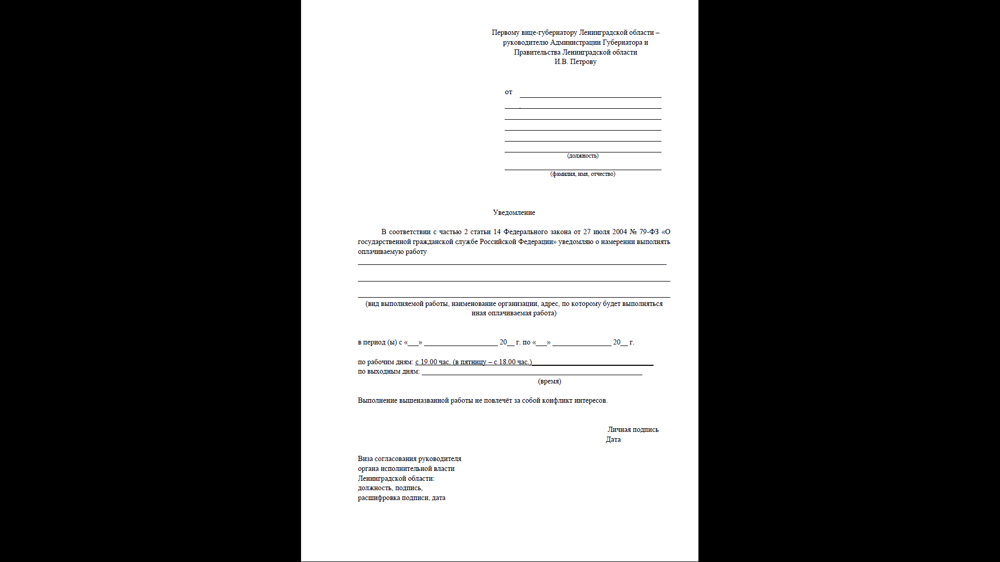 Первому вице-губернатору Ленинградской области –
руководителю Администрации Губернатора и
Правительства Ленинградской области
И.В. Петрову
от
(должность)
(фамилия, имя, отчество)
Уведомление
В соответствии с частью 2 статьи 14 Федерального закона от 27 июля 2004 № 79-ФЗ «О
государственной гражданской службе Российской Федерации» уведомляю о намерении выполнять
оплачиваемую работу
(вид выполняемой работы, наименование организации, адрес, по которому будет выполняться
иная оплачиваемая работа)
в период (ы) с «___» ____________________ 20__ г. по «___» ________________ 20__ г.
по рабочим дням: с 19.00 час. (в пятницу – с 18.00 час.)_________________________________
по выходным дням: ____________________________________________________________
(время)
Выполнение вышеназванной работы не повлечёт за собой конфликт интересов.
Личная подпись
Дата
Виза согласования руководителя
органа исполнительной власти
Ленинградской области:
должность, подпись,
расшифровка подписи, дата